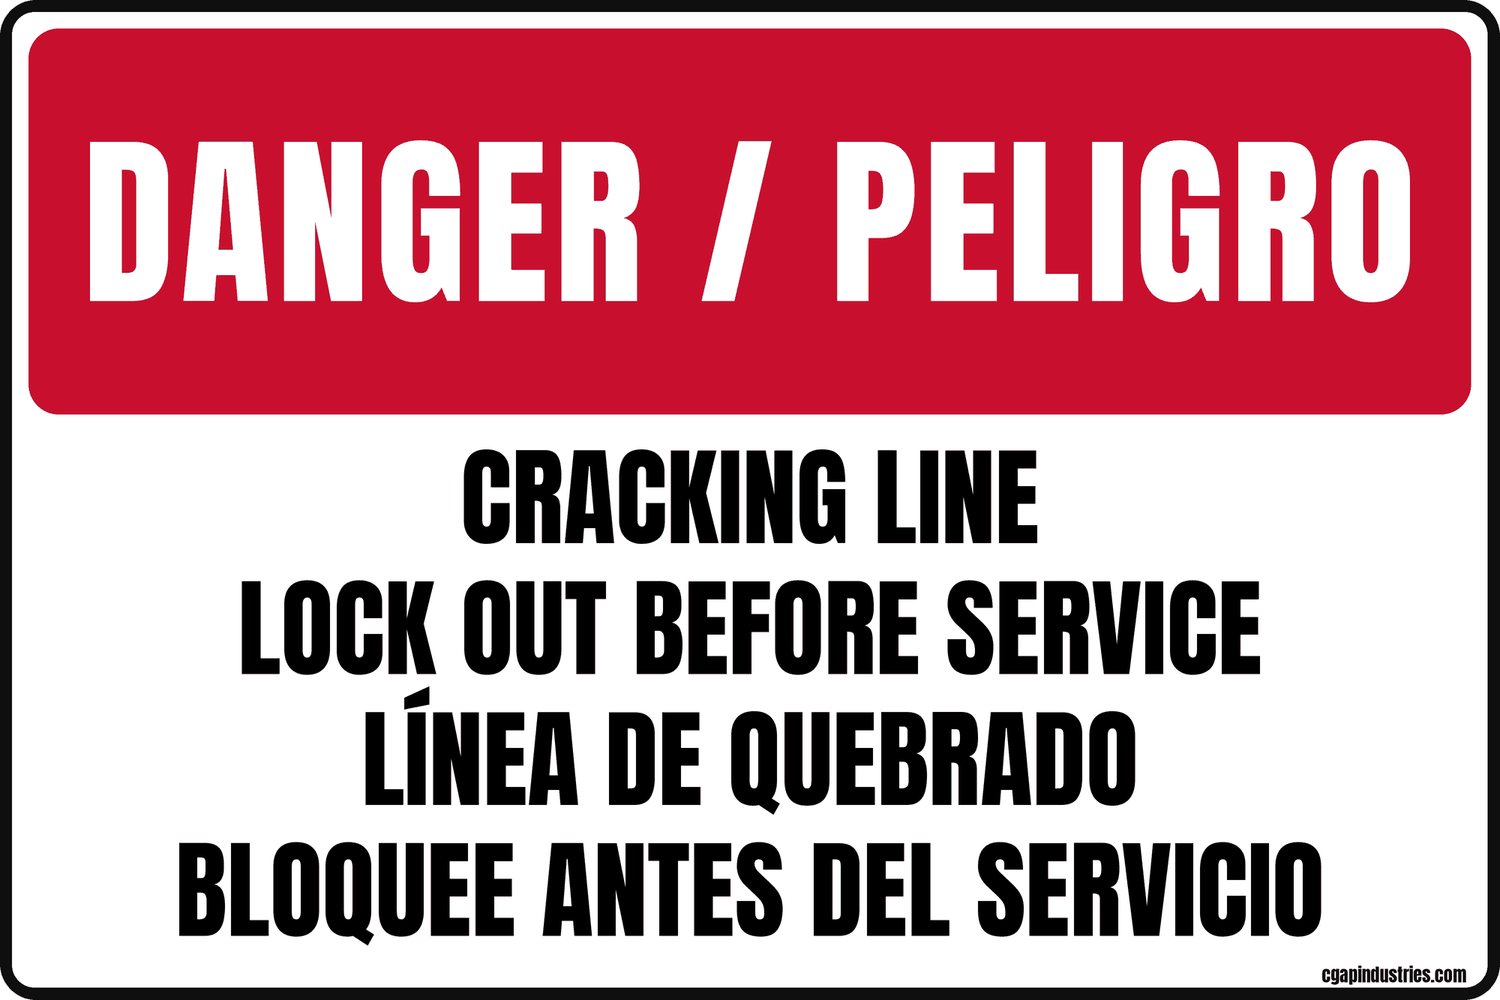 DANGER / PELIGRO
CRACKING LINE
LOCK OUT BEFORE SERVICE
LÍNEA DE QUEBRADO
BLOQUEE ANTES DEL SERVICIO
cgapindustries.com